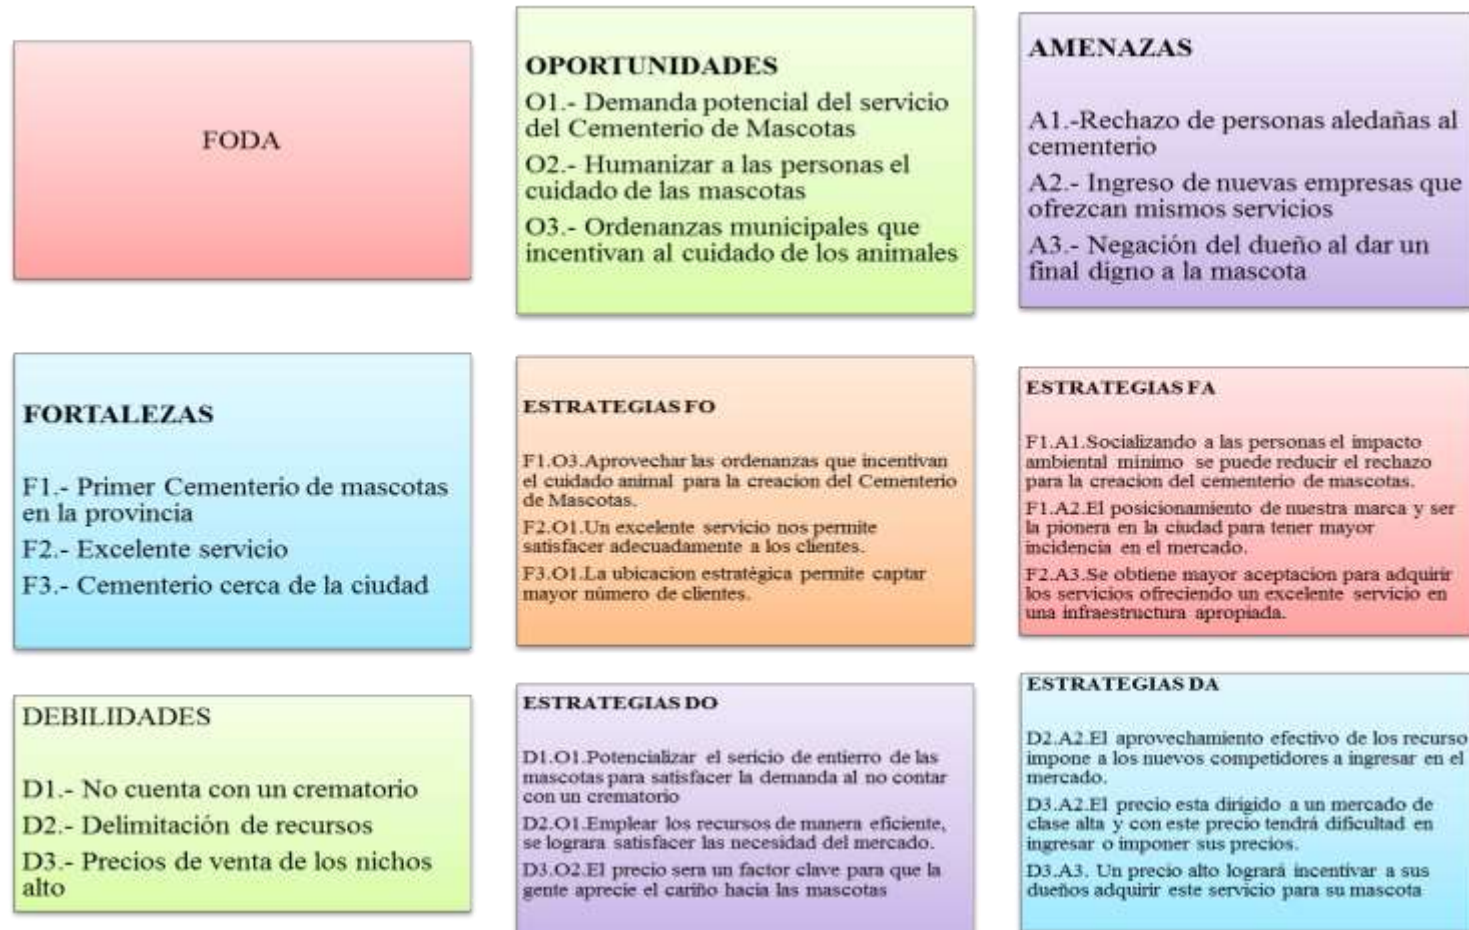 FODA
OPORTUNIDADES
O1.- Demanda potencial del servicio
del Cementerio de Mascotas
O2.- Humanizar a las personas el
cuidado de las mascotas
O3.- Ordenanzas municipales que
incentivan al cuidado de los animales
AMENAZAS
A1.-Rechazo de personas aledañas al
cementerio
A2.- Ingreso de nuevas empresas que
ofrezcan mismos servicios
A3.- Negación del dueño al dar un
final digno a la mascota
FORTALEZAS
F1.- Primer Cementerio de mascotas
en la provincia
F2.- Excelente servicio
F3.- Cementerio cerca de la ciudad
ESTRATEGIAS FO
F1.O3.Aprovechar las ordenanzas que incentivan
el cuidado animal para la creacion del Cementerio
de Mascotas.
F2.O1.Un excelente servicio nos permite
satisfacer adecuadamente a los clientes.
F3.O1.La ubicacion estratégica permite captar
mayor número de clientes.
ESTRATEGIAS FA
F1.A1.Socializando a las personas el impacto
ambiental mínimo se puede reducir el rechazo
para la creacion del cementerio de mascotas.
F1.A2.El posicionamiento de nuestra marca y ser
la pionera en la ciudad para tener mayor
incidencia en el mercado.
F2.A3.Se obtiene mayor aceptacion para adquirir
los servicios ofreciendo un excelente servicio en
una infraestructura apropiada.
DEBILIDADES
D1.- No cuenta con un crematorio
D2.- Delimitación de recursos
D3.- Precios de venta de los nichos
alto
ESTRATEGIAS DO
D1.O1.Potencializar el sericio de entierro de las
mascotas para satisfacer la demanda al no contar
con un crematorio
D2.O1.Emplear los recursos de manera eficiente,
se lograra satisfacer las necesidad del mercado.
D3.O2.El precio sera un factor clave para que la
gente aprecie el cariño hacia las mascotas
ESTRATEGIAS DA
D2.A2.El aprovechamiento efectivo de los recurso
impone a los nuevos competidores a ingresar en el
mercado.
D3.A2.El precio esta dirigido a un mercado de
clase alta y con este precio tendrá dificultad en
ingresar o imponer sus precios.
D3.A3. Un precio alto logrará incentivar a sus
dueños adquirir este servicio para su mascota